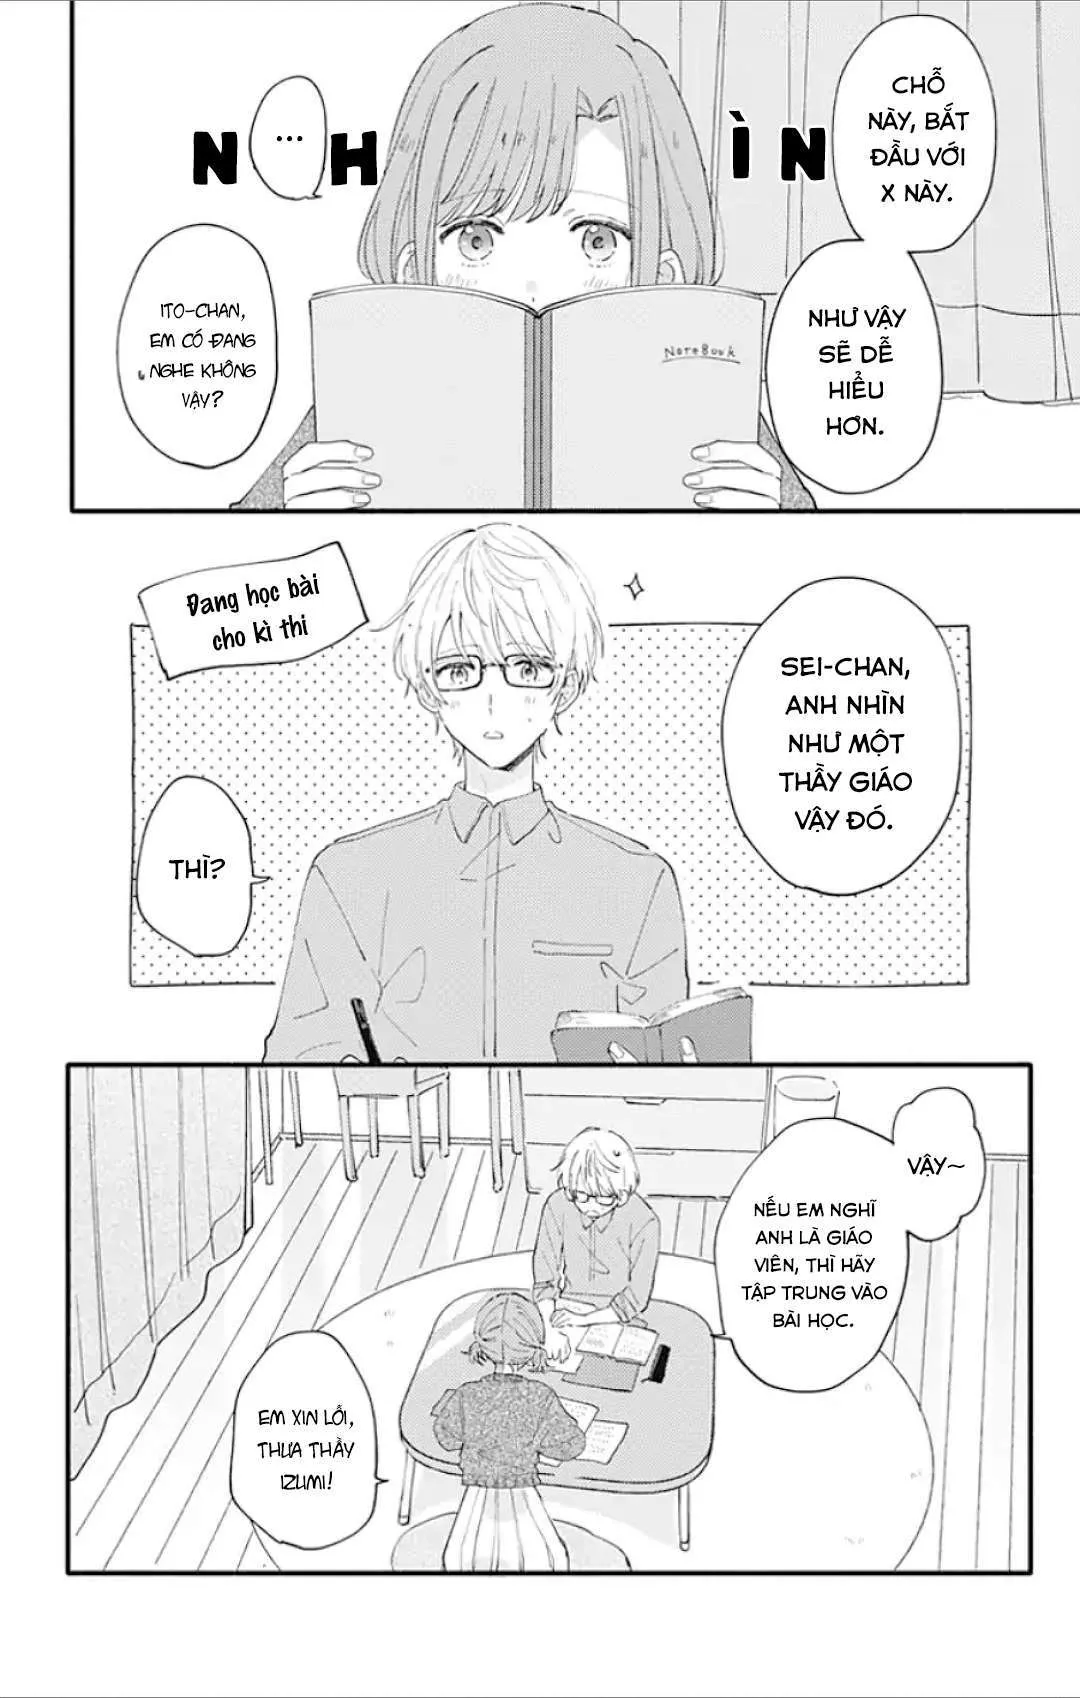 CHỖ
NÀY, BẮT
ĐẦU VỚI
X NÀY.
NHƯ VẬY
SẼ DỄ
HIỂU
HƠN.
NHÌN
...
ITO-CHAN,
EM CÓ ĐANG
NGHE KHÔNG
VẬY?
NoteBook
SEI-CHAN,
ANH NHÌN
NHƯ MỘT
THẦY GIÁO
VẬY ĐÓ.
Đang học bài
cho kì thi
THÌ?
VẬY~
NẾU EM NGHĨ
ANH LÀ GIÁO
VIÊN, THÌ HÃY
TẬP TRUNG VÀO
BÀI HỌC.
EM XIN LỖI,
THƯA THẦY
IZUMI!